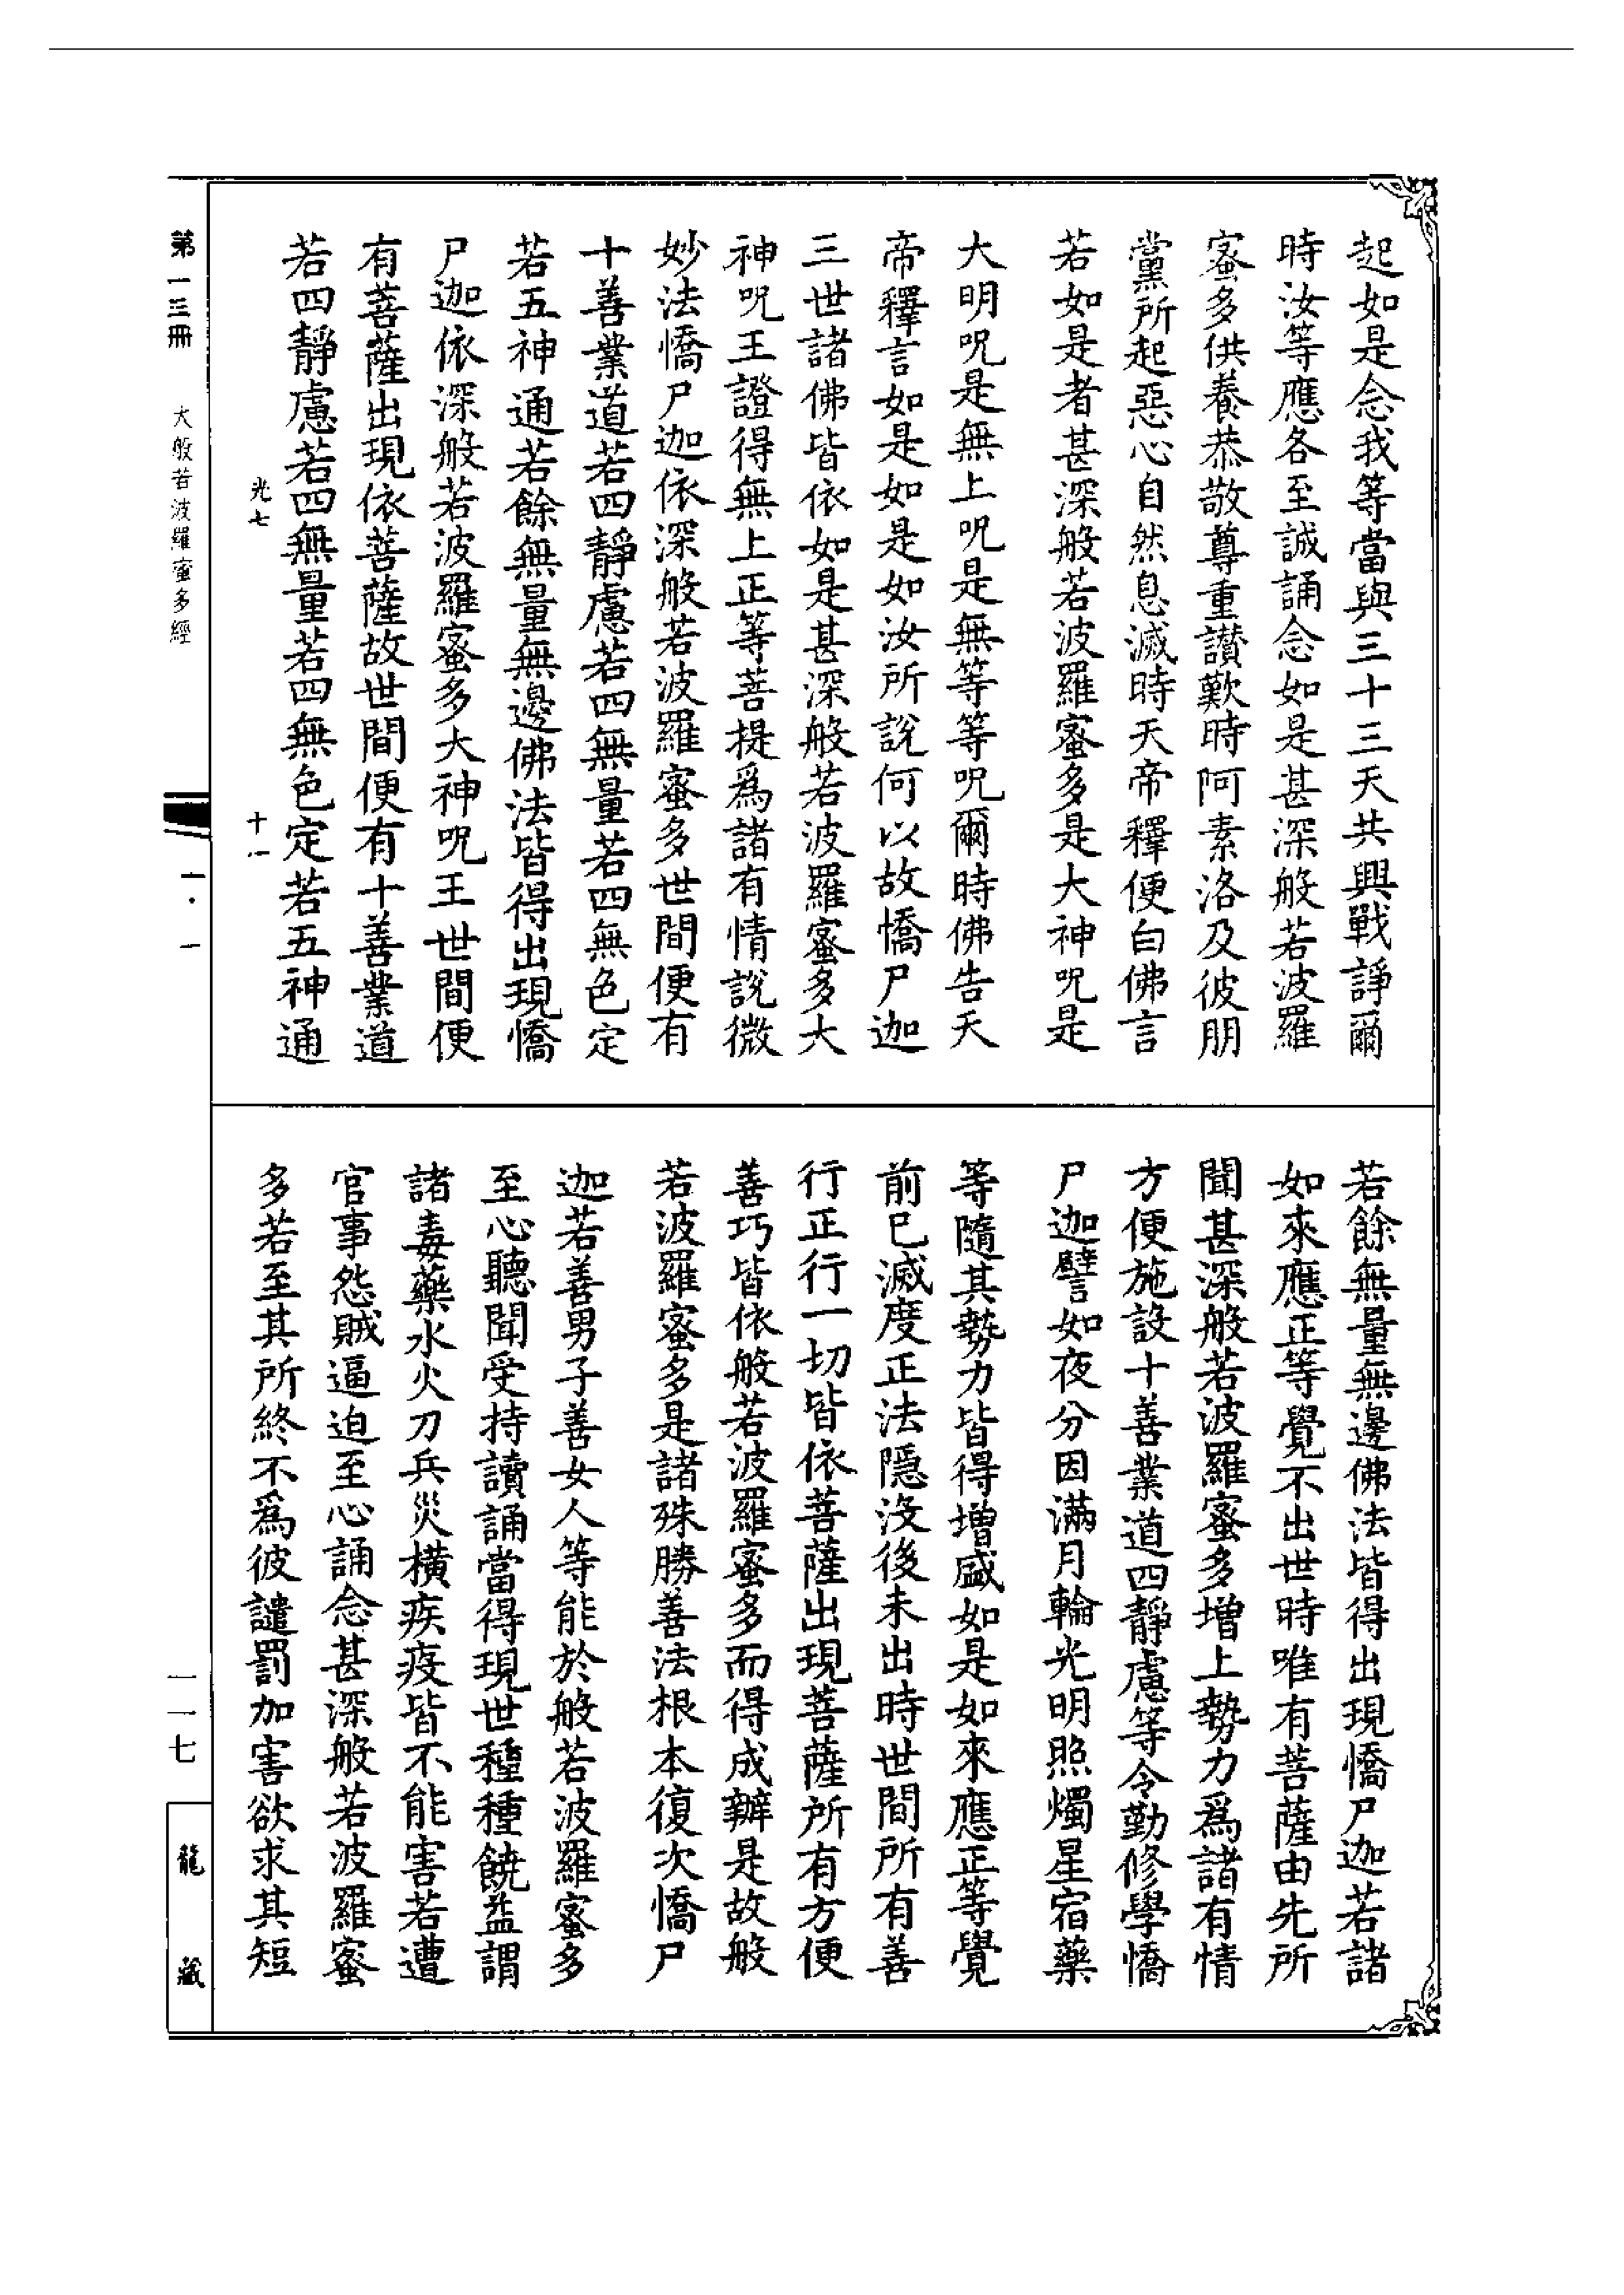 起如是念我等當與三十三天共興戰諍爾
時汝等應各至誠誦念如是甚深般若波羅
蜜多供養恭敬尊重讃歎時阿素洛及彼朋
黨所起惡心自然息滅時天帝釋便白佛言
若如是者甚深般若波羅蜜多是大神呪是
大明呪是無上呪是無等等呪爾時佛告天
帝釋言如是如是如汝所說何以故憍尸迦
三世諸佛皆依如是甚深般若波羅蜜多大
神呪王證得無上正等菩提爲諸有情說微
妙法憍尸迦依深般若波羅蜜多世間便有
十善業道若四靜慮若四無量若四無色定
若五神通若餘無量無邊佛法皆得出現憍
尸迦依深般若波羅蜜多大神呪王世間便
有菩薩出現依菩薩故世間便有十善業道
若四靜慮若四無量若四無色定若五神通
光七
十一
若餘無量無邊佛法皆得出現憍尸迦若諸
如來應正等覺不出世時唯有菩薩由先所
聞甚深般若波羅蜜多增上勢力爲諸有情
方便施設十善業道四靜慮等令勤修學憍
尸迦譬如夜分因滿月輪光明照燭星宿藥
等隨其勢力皆得增盛如是如來應正等覺
前已滅度正法隱沒後未出時世間所有善
行正行一切皆依菩薩出現菩薩所有方便
善巧皆依般若波羅蜜多而得成辦是故般
若波羅蜜多是諸殊勝善法根本復次憍尸
迦若善男子善女人等能於般若波羅蜜多
至心聽聞受持讀誦當得現世種種饒益謂
諸毒藥水火刀兵災橫疾疫皆不能害若遭
官事怨賊逼迫至心誦念甚深般若波羅蜜
多若至其所終不爲彼譴罰加害欲求其短
第一三冊
大般若波羅蜜多經
一一七
龍藏